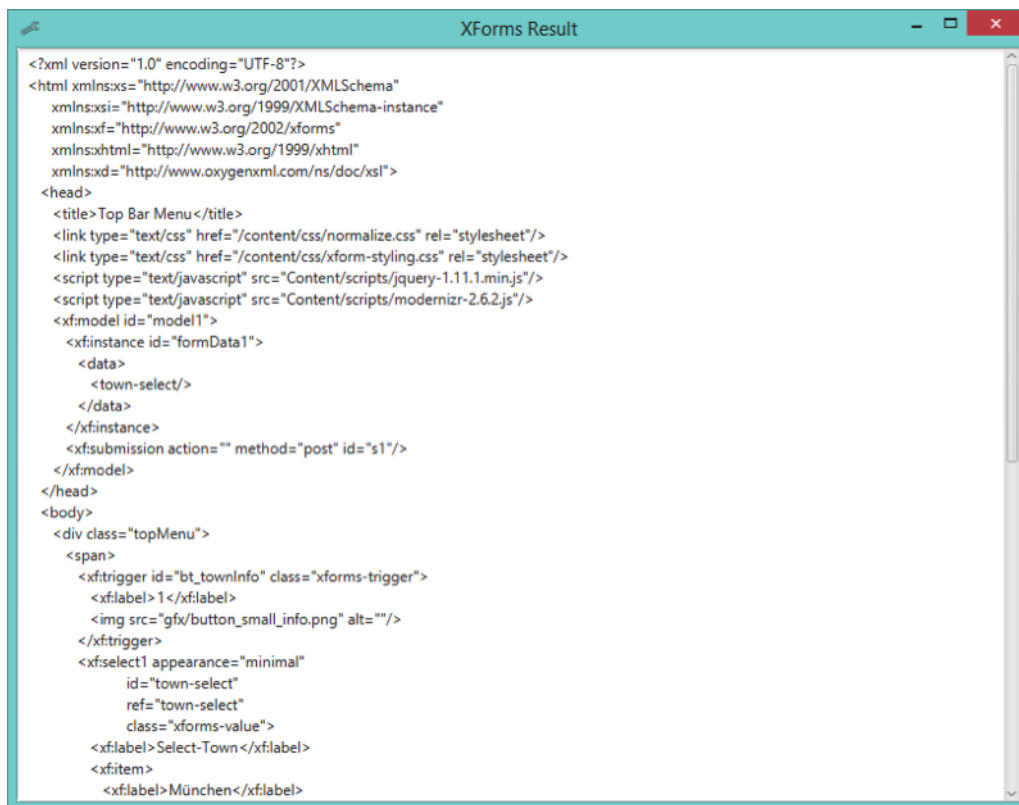 XForms Result
<?xml version="1.0" encoding="UTF-8"?>
<html xmlns:xs="http://www.w3.org/2001/XMLSchema"
xmlns:xsi="http://www.w3.org/1999/XMLSchema-instance"
xmlns:xf="http://www.w3.org/2002/xforms"
xmlns:xhtml="http://www.w3.org/1999/xhtml"
xmlns:xd="http://www.oxygenxml.com/ns/doc/xsl">
<head>
<title>Top Bar Menu</title>
<link type="text/css" href="/content/css/normalize.css" rel="stylesheet"/>
<link type="text/css" href="/content/css/xform-styling.css" rel="stylesheet"/>
<script type="text/javascript" src="Content/scripts/jquery-1.11.1.min.js"/>
<script type="text/javascript" src="Content/scripts/modernizr-2.6.2.js"/>
<xf:model id="model1">
<xf:instance id="formData1">
<data>
<town-select/>
</data>
</xf:instance>
<xf:submission action="" method="post" id="s1"/>
</xf:model>
</head>
<body>
<div class="topMenu">
<span>
<xf:trigger id="bt_townInfo" class="xforms-trigger">
<xf:label>1</xf:label>
<img src="gfx/button_small_info.png" alt=""/>
</xf:trigger>
<xf:select1 appearance="minimal"
id="town-select"
ref="town-select"
class="xforms-value">
<xf:label>Select-Town</xf:label>
<xf:item>
<xf:label>München</xf:label>